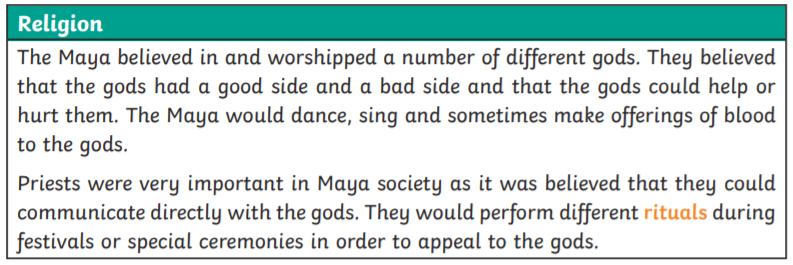 Religion
The Maya believed in and worshipped a number of different gods. They believed
that the gods had a good side and a bad side and that the gods could help or
hurt them. The Maya would dance, sing and sometimes make offerings of blood
to the gods.
Priests were very important in Maya society as it was believed that they could
communicate directly with the gods. They would perform different rituals during
festivals or special ceremonies in order to appeal to the gods.